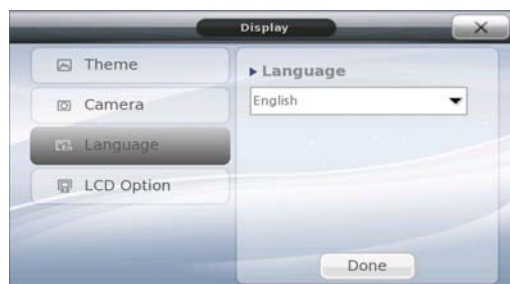 Display
Theme
Camera
Language
LCD Option
Language
English
Done